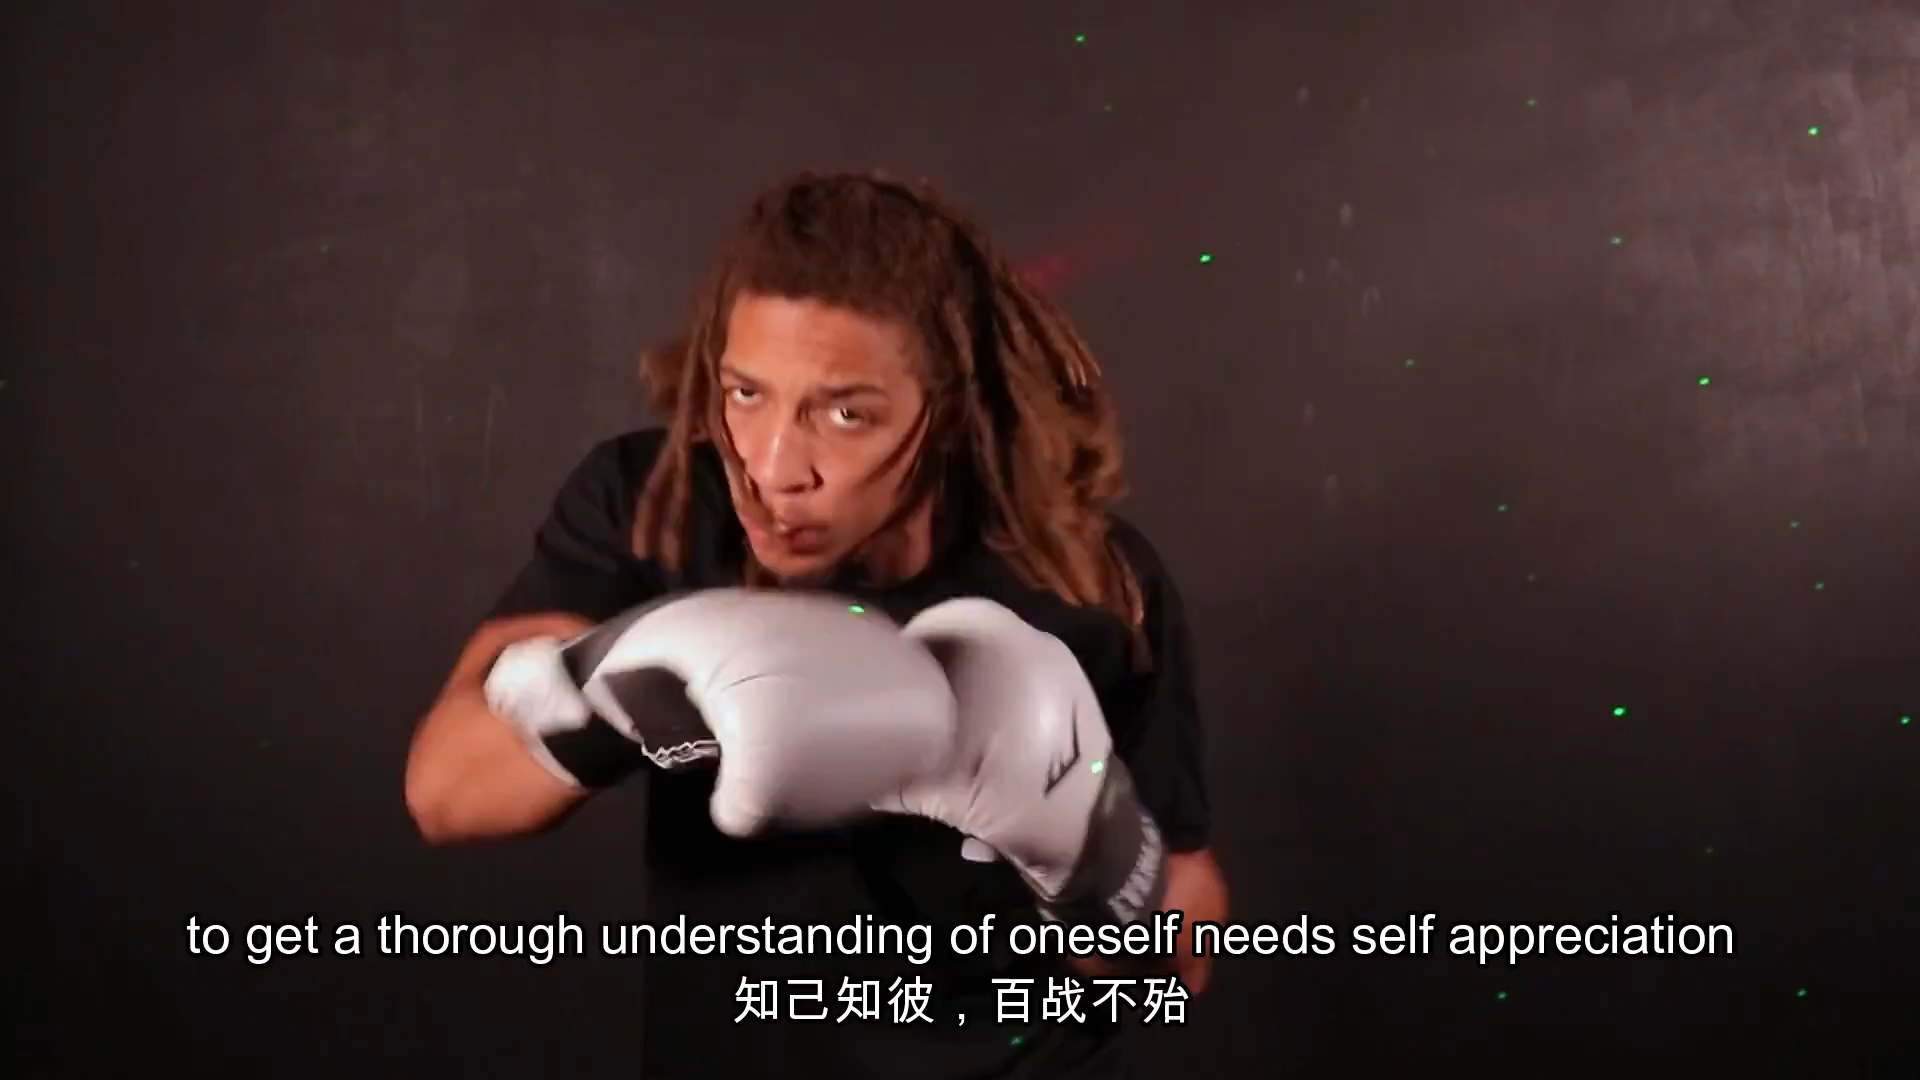 to get a thorough understanding of oneself needs self appreciation
知己知彼，百战不殆